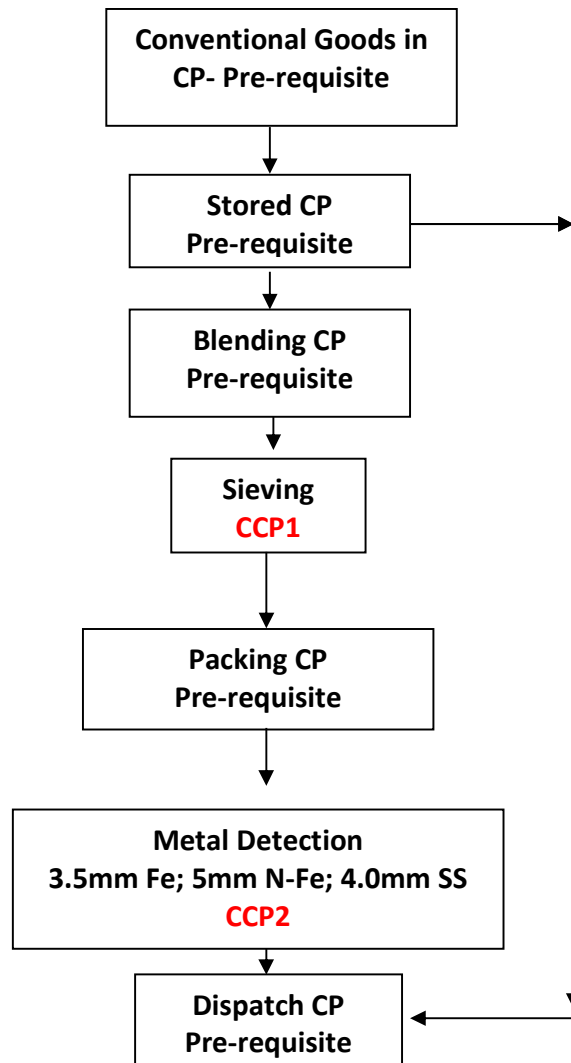 Conventional Goods in
CP- Pre-requisite
Stored CP
Pre-requisite
Blending CP
Pre-requisite
Sieving
CCP1
Packing CP
Pre-requisite
Metal Detection
3.5mm Fe; 5mm N-Fe; 4.0mm SS
CCP2
Dispatch CP
Pre-requisite